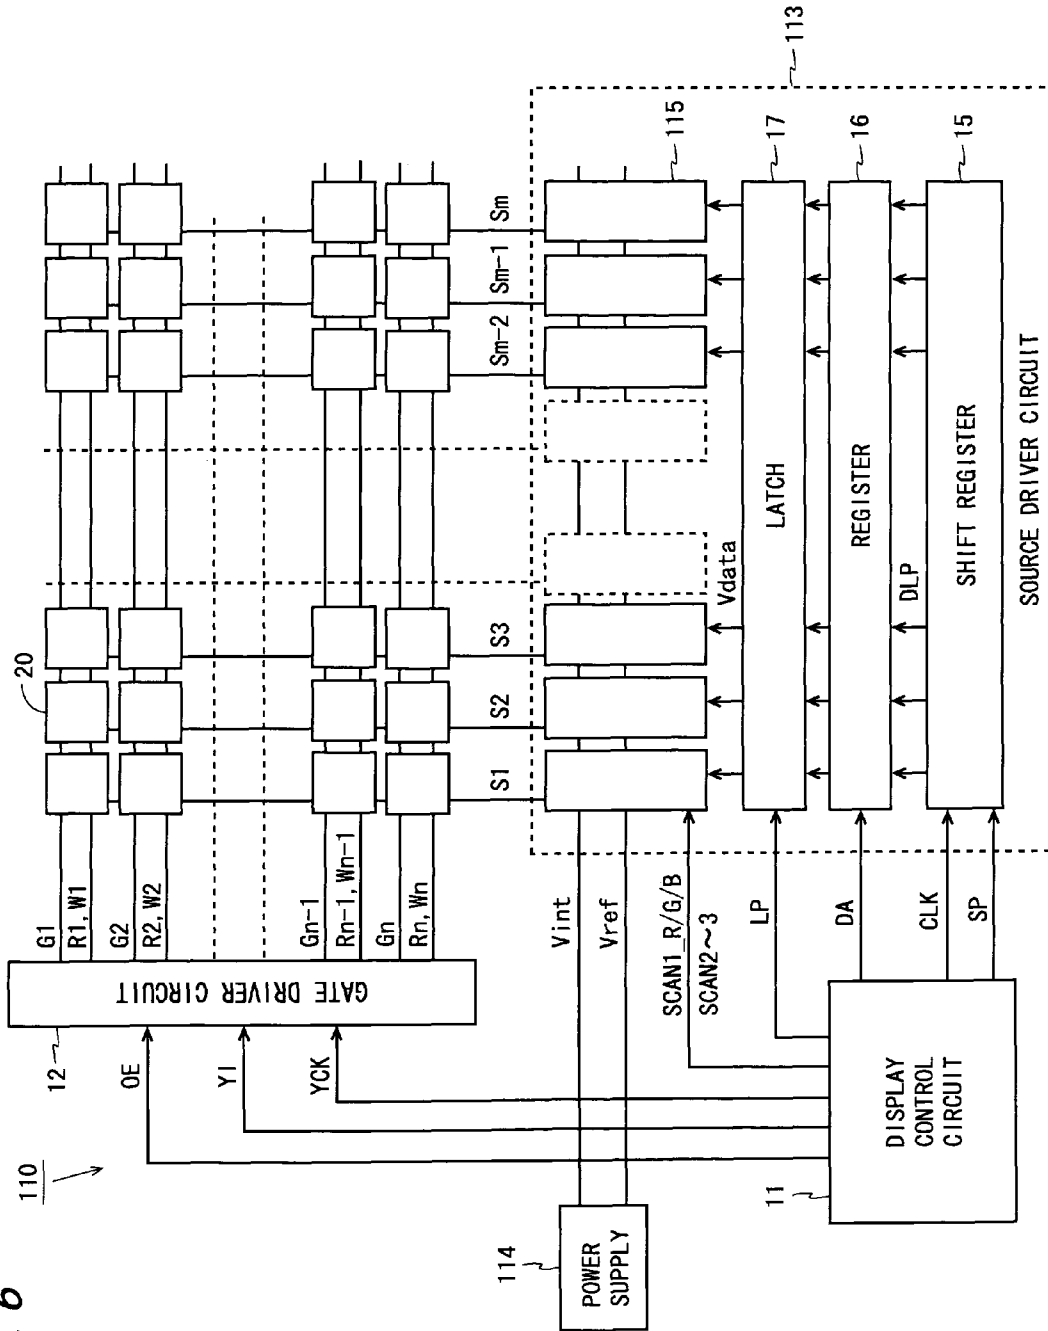 110
12
GATE DRIVER CIRCUIT
OE
YI
YCK
G1
R1, W1
G2
R2, W2
Gn-1
Rn-1, Wn-1
Gn
Rn, Wn
20
S1
S2
S3
Sm-2
Sm-1
Sm
114
POWER
SUPPLY
Vint
Vref
SCAN1_R/G/B
SCAN2~3
LP
DA
CLK
SP
11
DISPLAY
CONTROL
CIRCUIT
113
115
Vdata
LATCH
17
REGISTER
16
DLP
SHIFT REGISTER
15
SOURCE DRIVER CIRCUIT
9